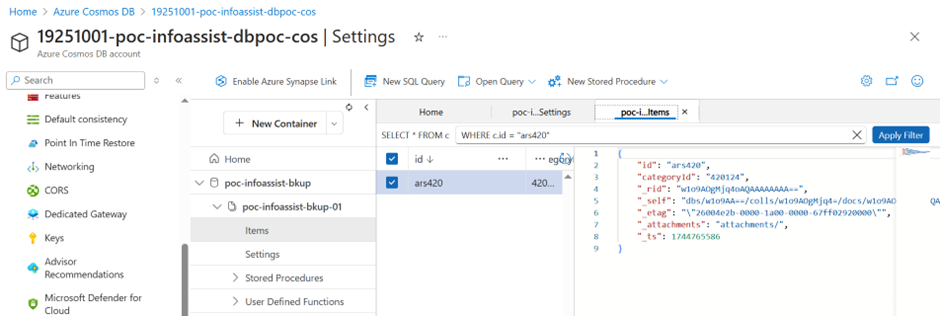 Home > Azure Cosmos DB > 19251001-poc-infoassist-dbpoc-cos
19251001-poc-infoassist-dbpoc-cos | Settings
Azure Cosmos DB account
Search
Features
Default consistency
Point In Time Restore
Networking
CORS
Dedicated Gateway
Keys
Advisor
Recommendations
Microsoft Defender for
Cloud
Enable Azure Synapse Link
New SQL Query
Open Query
New Stored Procedure
New Container
Home
poc-infoassist-bkup
poc-infoassist-bkup-01
Items
Settings
Stored Procedures
User Defined Functions
Home
poc-i...Settings
poc-i...Items
SELECT * FROM c
WHERE c.id = "ars420"
Apply Filter
id
egory
ars420
420...
1 {
2 "id": "ars420",
3 "categoryId": "420124",
4 "_rid": "w1o9AOgMjq4oAQAAAAAAAA==",
5 "_self": "dbs/w1o9AA==/colls/w1o9AOgMjq4=/docs/w1o9AO QA
6 "_etag": "\"26004e2b-0000-1a00-0000-67ff02920000\"",
7 "_attachments": "attachments/",
8 "_ts": 1744765586
9 }